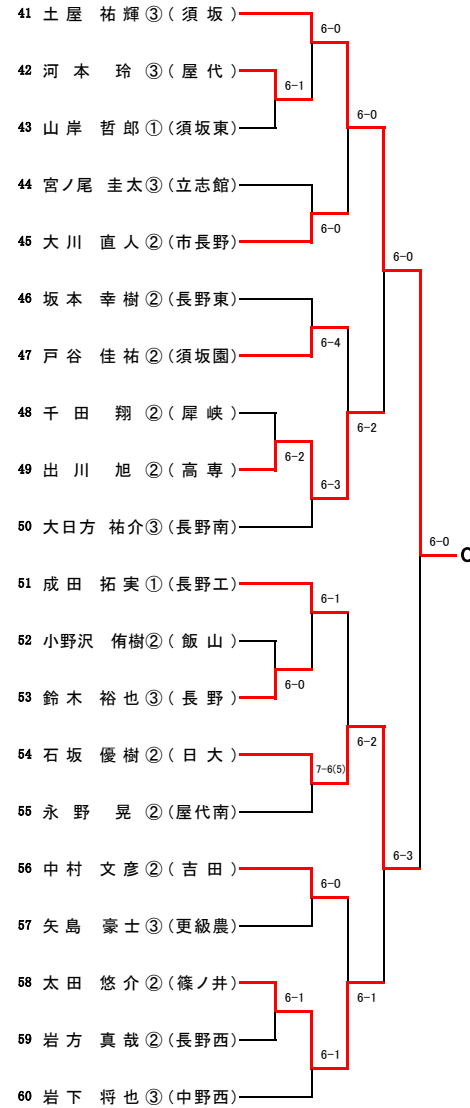 41 土屋 祐輝③(須坂)
6-0
42 河本 玲③(屋代)
6-1
6-0
43 山岸 哲郎①(須坂東)
44 宮ノ尾 圭太③(立志館)
6-0
45 大川 直人②(市長野)
6-0
46 坂本 幸樹②(長野東)
6-4
47 戸谷 佳祐②(須坂園)
48 千田 翔②(犀峡)
6-2
6-2
49 出川 旭②(高専)
6-3
50 大日方 祐介③(長野南)
6-0
C
51 成田 拓実①(長野工)
6-1
52 小野沢 侑樹②(飯山)
6-0
53 鈴木 裕也③(長野)
6-2
54 石坂 優樹②(日大)
7-6(5)
55 永野 晃②(屋代南)
6-3
56 中村 文彦②(吉田)
6-0
57 矢島 豪士③(更級農)
58 太田 悠介②(篠ノ井)
6-1
6-1
59 岩方 真哉②(長野西)
6-1
60 岩下 将也③(中野西)